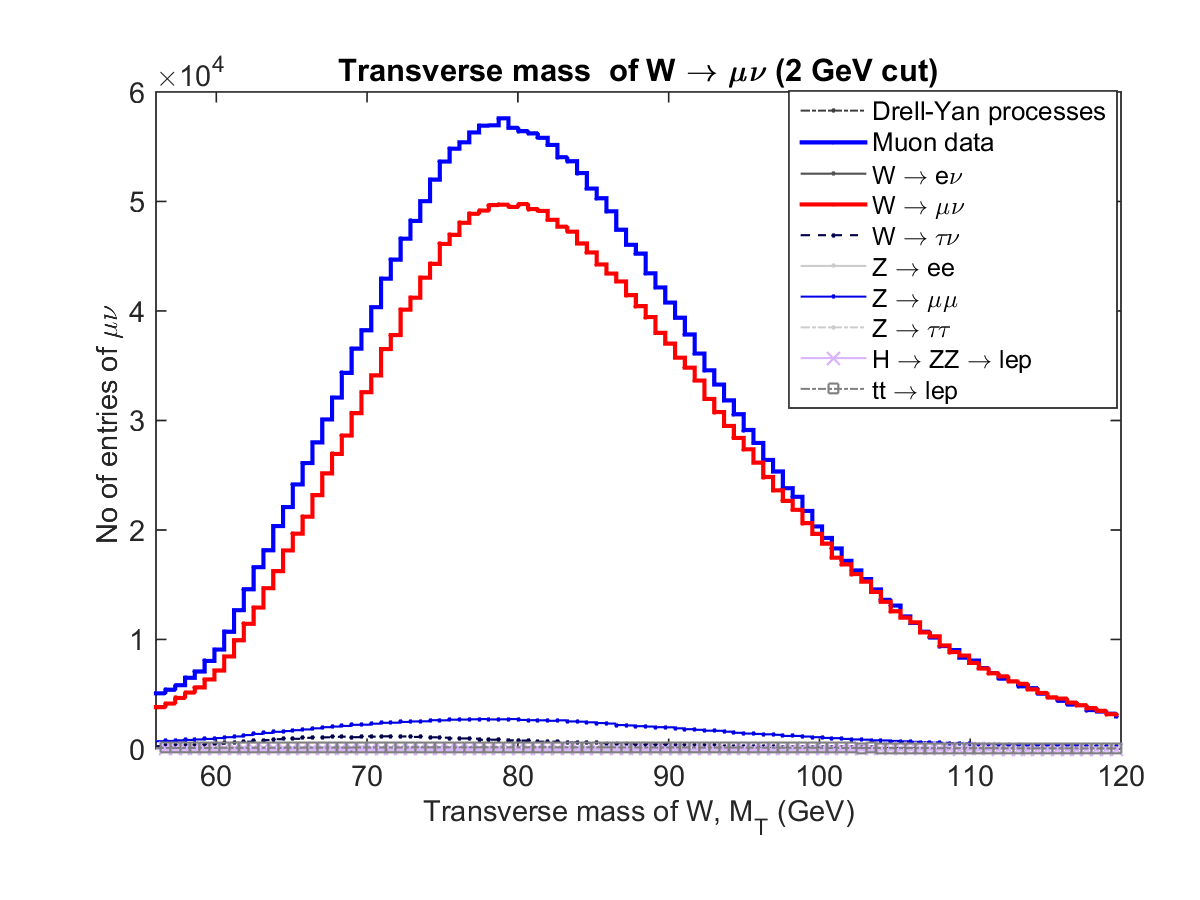 Transverse mass  of W → μν (2 GeV cut)
×10⁴
6
5
4
3
2
1
0
No of entries of μν
60 70 80 90 100 110 120
Transverse mass of W, M_T (GeV)
Drell-Yan processes
Muon data
W → eν
W → μν
W → τν
Z → ee
Z → μμ
Z → ττ
H → ZZ → lep
tt → lep